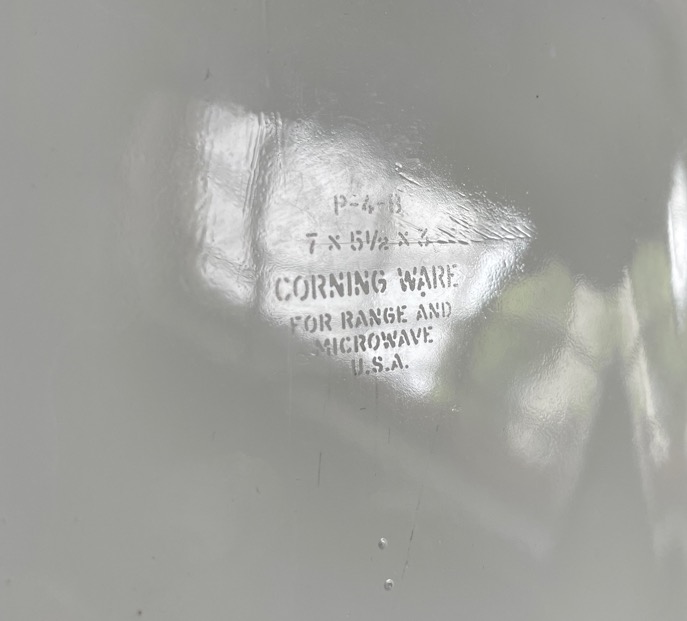 P-4-B
7 x 5½ x 3
CORNING WARE
FOR RANGE AND
MICROWAVE
U.S.A.